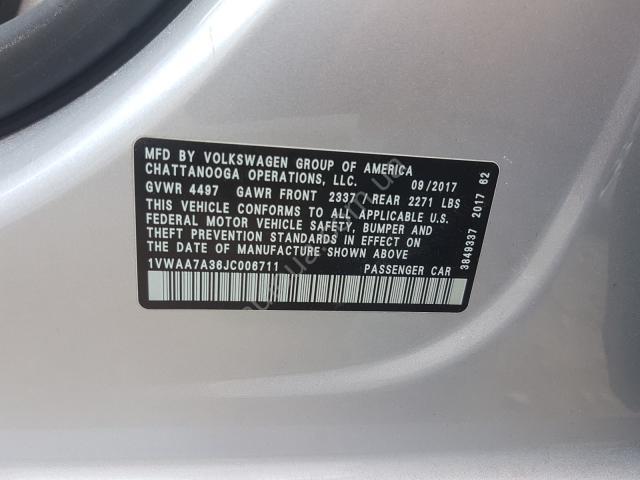 MFD BY VOLKSWAGEN GROUP OF AMERICA
CHATTANOOGA OPERATIONS, LLC. 09/2017
GVWR 4497 GAWR FRONT 2337 / REAR 2271 LBS
THIS VEHICLE CONFORMS TO ALL APPLICABLE U.S.
FEDERAL MOTOR VEHICLE SAFETY, BUMPER AND
THEFT PREVENTION STANDARDS IN EFFECT ON
THE DATE OF MANUFACTURE SHOWN ABOVE
1VWAA7A36JC006711 PASSENGER CAR
3849337 2017 62